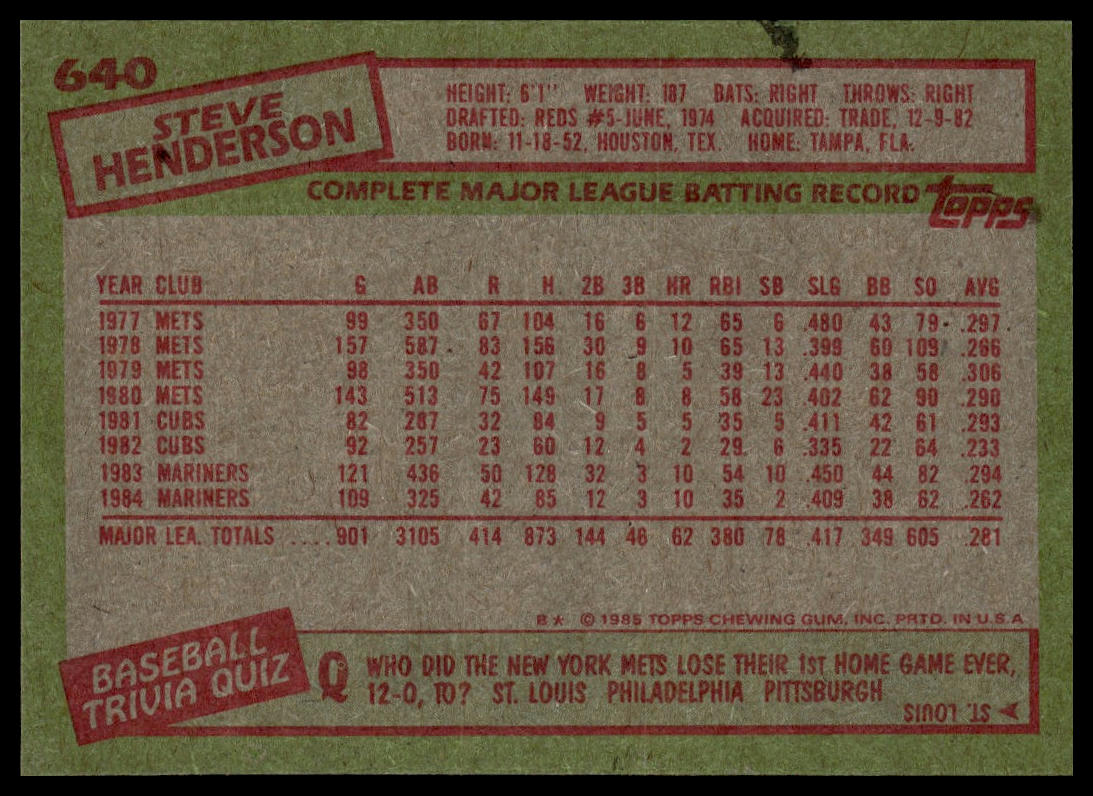 640
STEVE
HENDERSON
HEIGHT: 6'1" WEIGHT: 187 BATS: RIGHT THROWS: RIGHT
DRAFTED: REDS #5-JUNE, 1974 ACQUIRED: TRADE, 12-9-82
BORN: 11-18-52, HOUSTON, TEX. HOME: TAMPA, FLA.
COMPLETE MAJOR LEAGUE BATTING RECORD
topps
YEAR CLUB G AB R H 2B 3B HR RBI SB SLG BB SO AVG
1977 METS 99 350 67 104 16 6 12 65 6 .480 43 79 .297
1978 METS 157 587 83 156 30 9 10 65 13 .399 60 109 .266
1979 METS 98 350 42 107 16 8 5 39 13 .440 38 58 .306
1980 METS 143 513 75 149 17 8 8 58 23 .402 62 90 .290
1981 CUBS 82 287 32 84 9 5 5 35 5 .411 42 61 .293
1982 CUBS 92 257 23 60 12 4 2 29 6 .335 22 64 .233
1983 MARINERS 121 436 50 128 32 3 10 54 10 .450 44 82 .294
1984 MARINERS 109 325 42 85 12 3 10 35 2 .409 38 62 .262
MAJOR LEA. TOTALS ....901 3105 414 873 144 46 62 380 78 .417 349 605 .281
B★ © 1985 TOPPS CHEWING GUM, INC. PRTD. IN U.S.A
BASEBALL
TRIVIA QUIZ
Q WHO DID THE NEW YORK METS LOSE THEIR 1ST HOME GAME EVER,
12-0, TO? ST. LOUIS PHILADELPHIA PITTSBURGH
ST. LOUIS